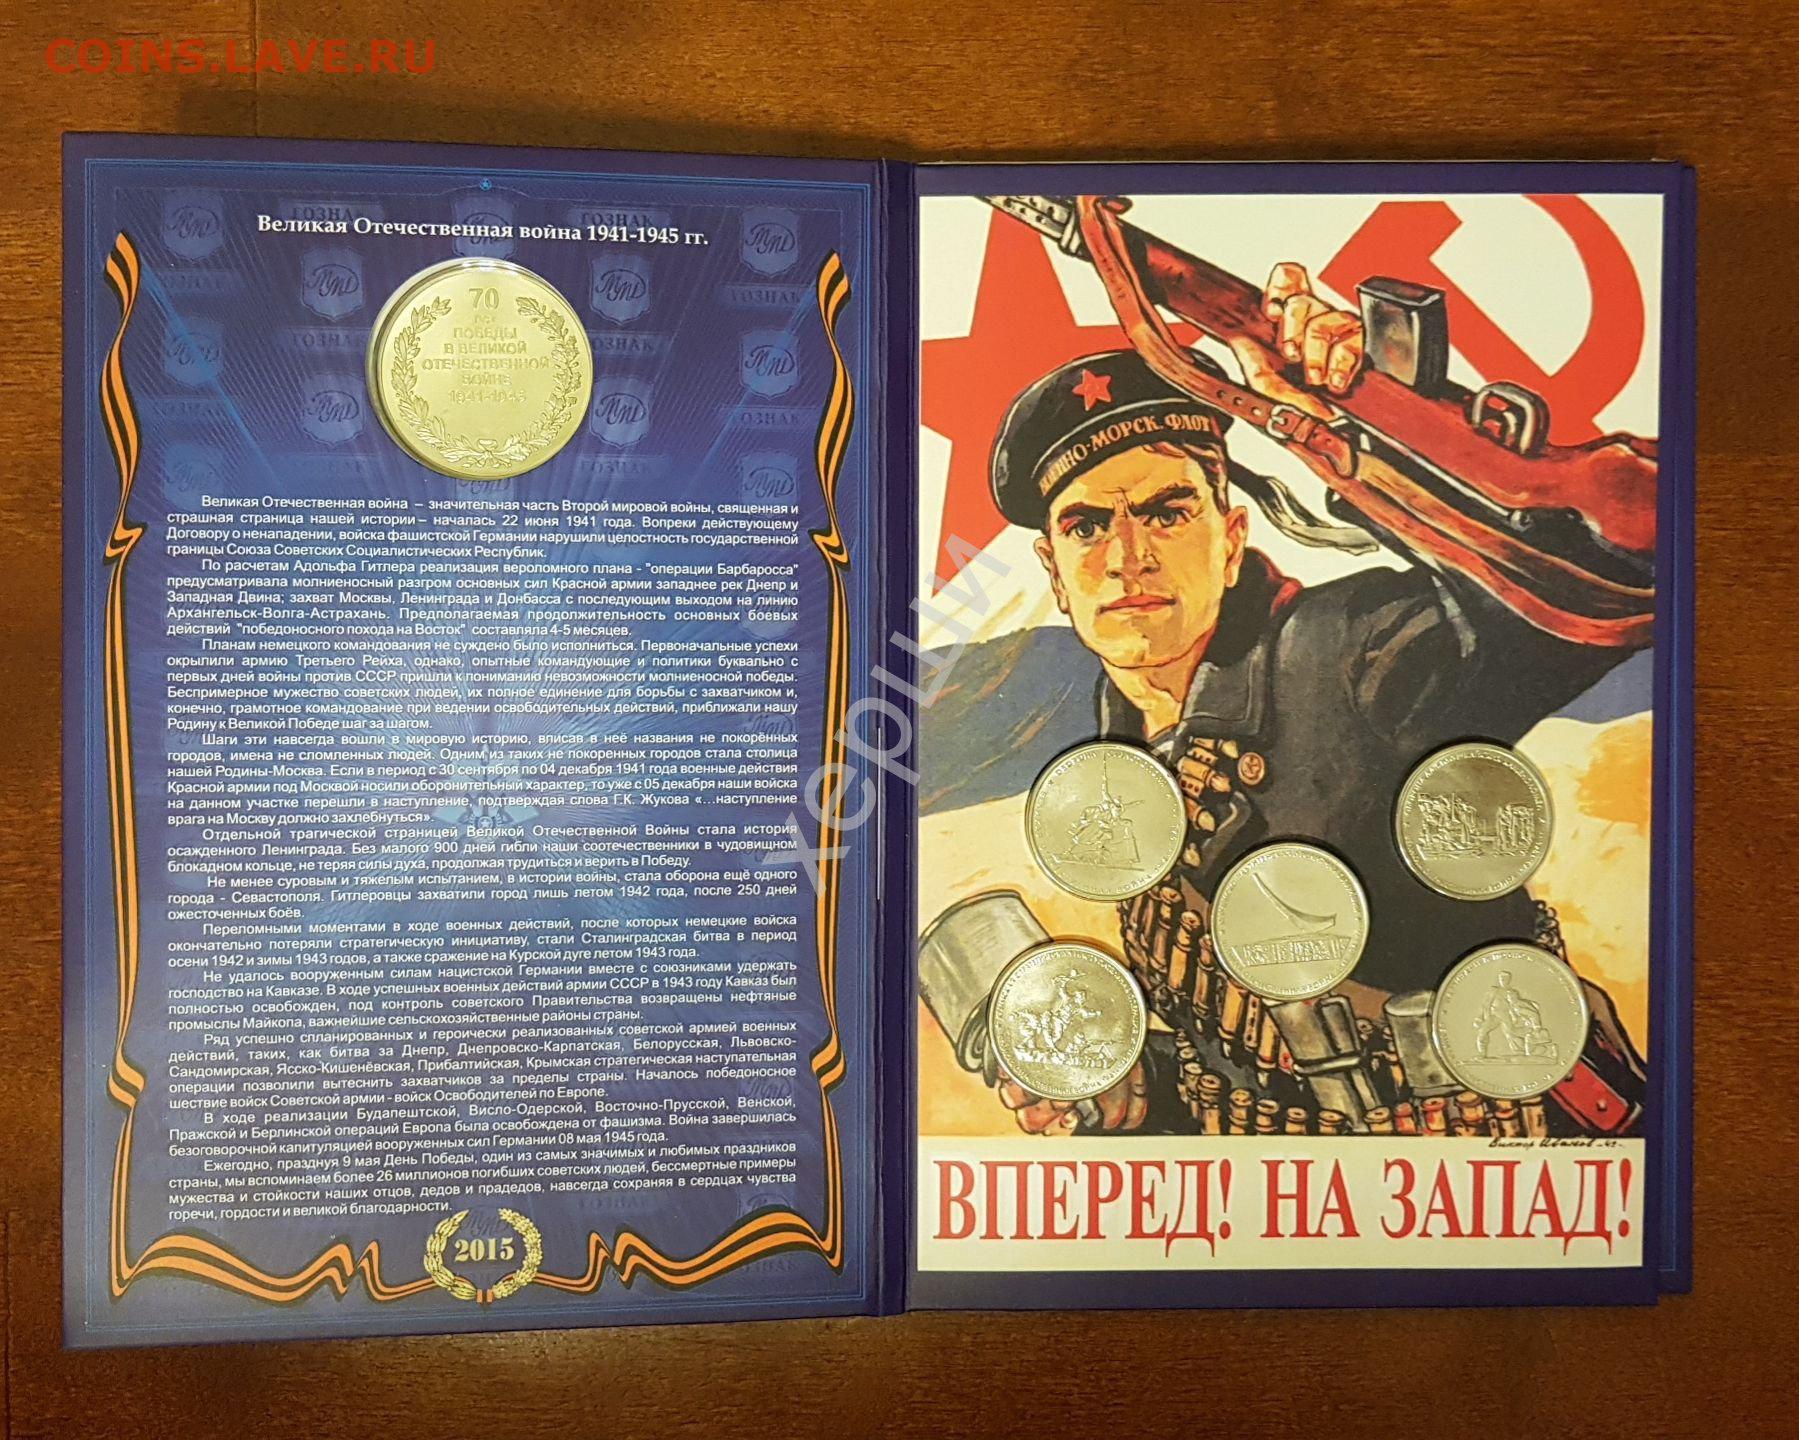 COINS.LAVE.RU
Великая Отечественная война 1941-1945 гг.
70
лет
ПОБЕДЫ
В ВЕЛИКОЙ
ОТЕЧЕСТВЕННОЙ
ВОЙНЕ
1941-1945
Великая Отечественная война – значительная часть Второй мировой войны, священная и
страшная страница нашей истории – началась 22 июня 1941 года. Вопреки действующему
Договору о ненападении, войска фашистской Германии нарушили целостность государственной
границы Союза Советских Социалистических Республик.
По расчетам Адольфа Гитлера реализация вероломного плана - "операции Барбаросса"
предусматривала молниеносный разгром основных сил Красной армии западнее рек Днепр и
Западная Двина; захват Москвы, Ленинграда и Донбасса с последующим выходом на линию
Архангельск-Волга-Астрахань. Предполагаемая продолжительность основных боевых
действий "победоносного похода на Восток" составляла 4-5 месяцев.
Планам немецкого командования не суждено было исполниться. Первоначальные успехи
окрылили армию Третьего Рейха, однако, опытные командующие и политики буквально с
первых дней войны против СССР пришли к пониманию невозможности молниеносной победы.
Беспримерное мужество советских людей, их полное единение для борьбы с захватчиком и,
конечно, грамотное командование при ведении освободительных действий, приближали нашу
Родину к Великой Победе шаг за шагом.
Шаги эти навсегда вошли в мировую историю, вписав в неё названия не покорённых
городов, имена не сломленных людей. Одним из таких не покоренных городов стала столица
нашей Родины-Москва. Если в период с 30 сентября по 04 декабря 1941 года военные действия
Красной армии под Москвой носили оборонительный характер, то уже с 05 декабря наши войска
на данном участке перешли в наступление, подтверждая слова Г.К. Жукова «...наступление
врага на Москву должно захлебнуться».
Отдельной трагической страницей Великой Отечественной Войны стала история
осажденного Ленинграда. Без малого 900 дней гибли наши соотечественники в чудовищном
блокадном кольце, не теряя силы духа, продолжая трудиться и верить в Победу.
Не менее суровым и тяжелым испытанием, в истории войны, стала оборона ещё одного
города - Севастополя. Гитлеровцы захватили город лишь летом 1942 года, после 250 дней
ожесточенных боёв.
Переломными моментами в ходе военных действий, после которых немецкие войска
окончательно потеряли стратегическую инициативу, стали Сталинградская битва в период
осени 1942 и зимы 1943 годов, а также сражение на Курской дуге летом 1943 года.
Не удалось вооруженным силам нацистской Германии вместе с союзниками удержать
господство на Кавказе. В ходе успешных военных действий армии СССР в 1943 году Кавказ был
полностью освобожден, под контроль советского Правительства возвращены нефтяные
промыслы Майкопа, важнейшие сельскохозяйственные районы страны.
Ряд успешно спланированных и героически реализованных советской армией военных
действий, таких, как битва за Днепр, Днепровско-Карпатская, Белорусская, Львовско-
Сандомирская, Ясско-Кишенёвская, Прибалтийская, Крымская стратегическая наступательная
операции позволили вытеснить захватчиков за пределы страны. Началось победоносное
шествие войск Советской армии - войск Освободителей по Европе.
В ходе реализации Будапештской, Висло-Одерской, Восточно-Прусской, Венской,
Пражской и Берлинской операций Европа была освобождена от фашизма. Война завершилась
безоговорочной капитуляцией вооруженных сил Германии 08 мая 1945 года.
Ежегодно, празднуя 9 мая День Победы, один из самых значимых и любимых праздников
страны, мы вспоминаем более 26 миллионов погибших советских людей, бессмертные примеры
мужества и стойкости наших отцов, дедов и прадедов, навсегда сохраняя в сердцах чувства
горечи, гордости и великой благодарности.
2015
ВОЕННО-МОРСК. ФЛОТ
херши
Виктор Иванов -42-
ВПЕРЕД! НА ЗАПАД!